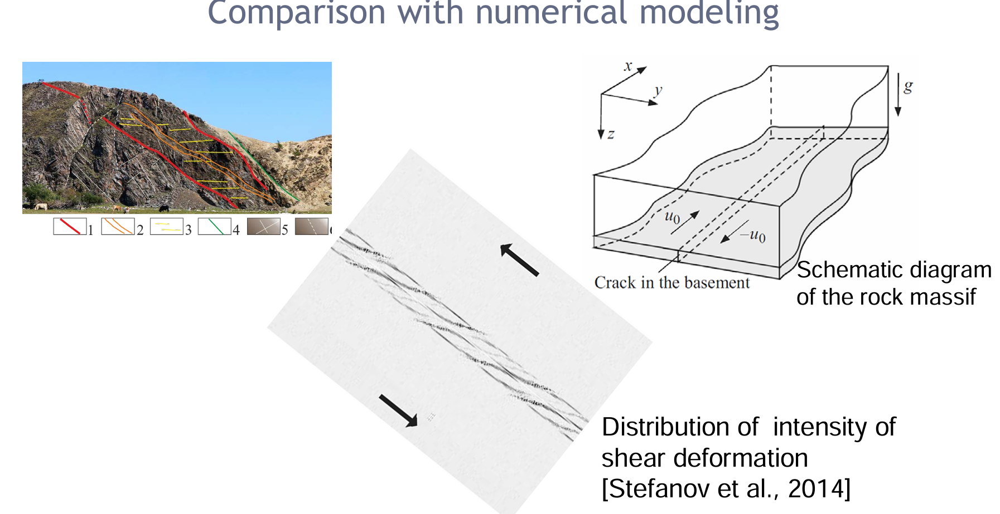 Comparison with numerical modeling
1 2 3 4 5
x
y
z
g
u0
–u0
Crack in the basement
Schematic diagram
of the rock massif
Distribution of intensity of
shear deformation
[Stefanov et al., 2014]